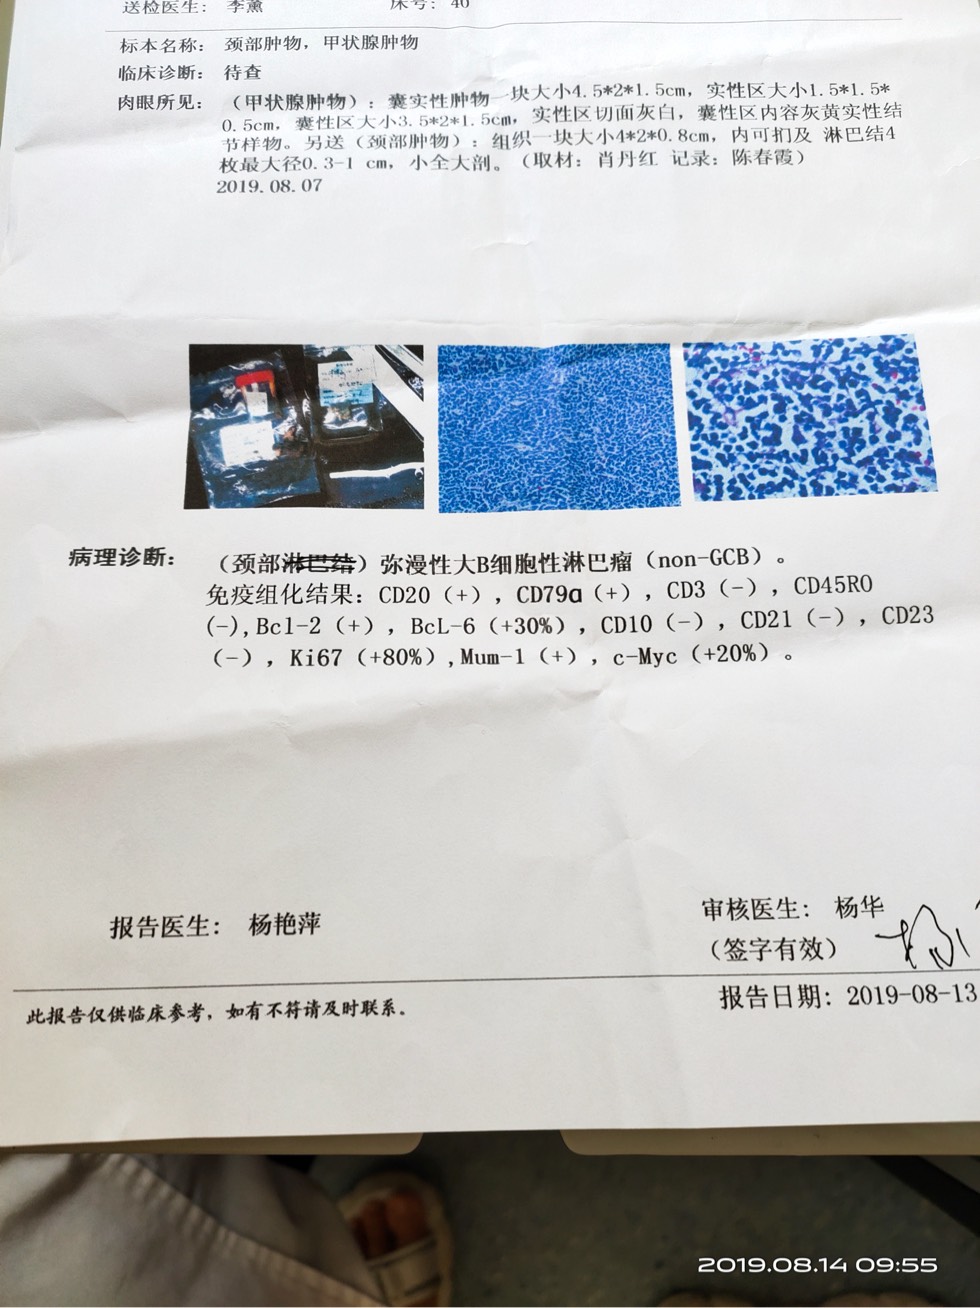 送检医生： 李薰 床号： 40
标本名称： 颈部肿物，甲状腺肿物
临床诊断： 待查
肉眼所见： （甲状腺肿物）：囊实性肿物一块大小4.5*2*1.5cm，实性区大小1.5*1.5*
0.5cm，囊性区大小3.5*2*1.5cm，实性区切面灰白，囊性区内容灰黄实性结
节样物。另送（颈部肿物）：组织一块大小4*2*0.8cm，内可扪及 淋巴结4
枚最大径0.3-1 cm，小全大剖。（取材：肖丹红 记录：陈春霞）
2019.08.07
病理诊断： （颈部淋巴结）弥漫性大B细胞性淋巴瘤（non-GCB）。
免疫组化结果：CD20（+），CD79a（+），CD3（-），CD45RO
(-),Bcl-2（+），BcL-6（+30%），CD10（-），CD21（-），CD23
（-），Ki67（+80%）,Mum-1（+），c-Myc（+20%）。
报告医生： 杨艳萍
审核医生： 杨华
（签字有效）
报告日期：2019-08-13
此报告仅供临床参考，如有不符请及时联系。
2019.08.14 09:55